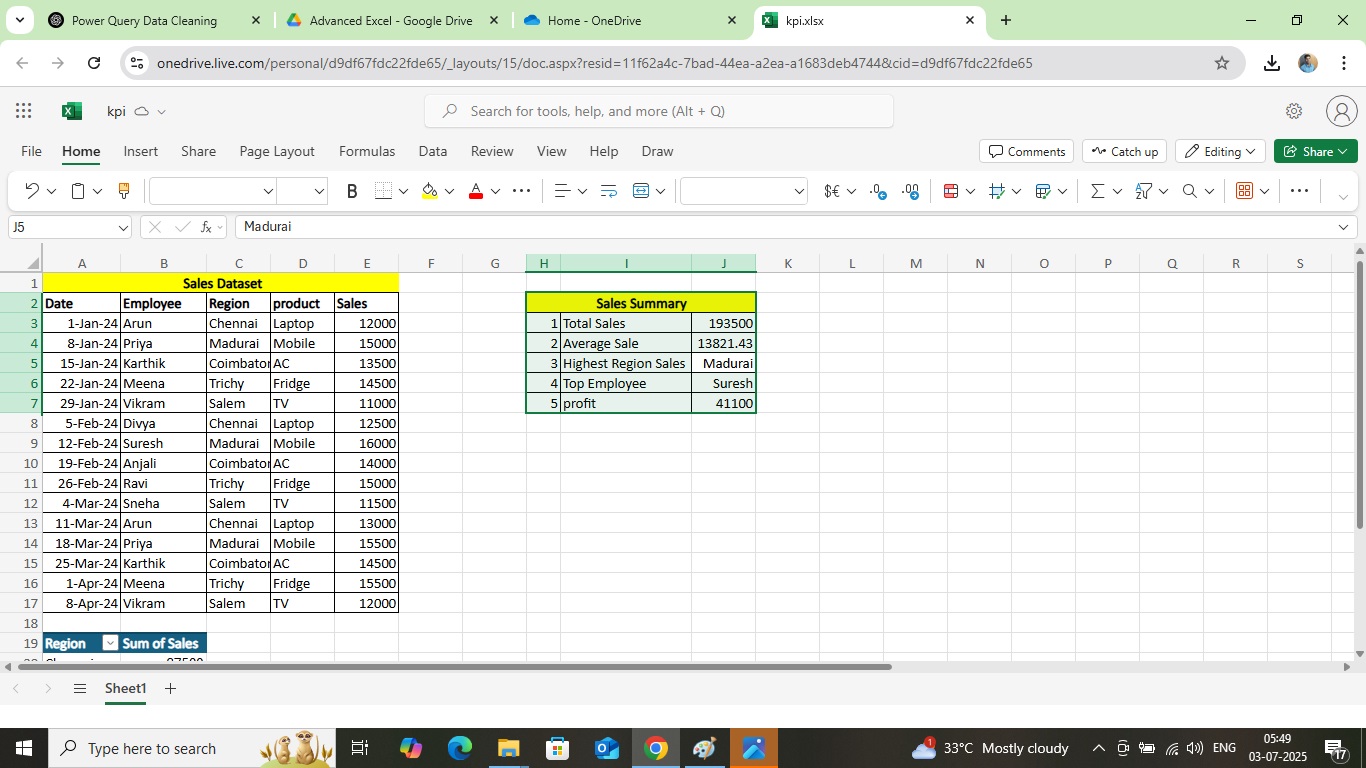 Power Query Data Cleaning
Advanced Excel - Google Drive
Home - OneDrive
kpi.xlsx
onedrive.live.com/personal/d9df67fdc22fde65/_layouts/15/doc.aspx?resid=11f62a4c-7bad-44ea-a2ea-a1683deb4744&cid=d9df67fdc22fde65
kpi
Search for tools, help, and more (Alt + Q)
File Home Insert Share Page Layout Formulas Data Review View Help Draw Comments Catch up Editing Share
B A $€ .0 .00
J5 fx Madurai
A B C D E F G H I J K L M N O P Q R S
1 Sales Dataset
2 Date Employee Region product Sales Sales Summary
3 1-Jan-24 Arun Chennai Laptop 12000 1 Total Sales 193500
4 8-Jan-24 Priya Madurai Mobile 15000 2 Average Sale 13821.43
5 15-Jan-24 Karthik Coimbator AC 13500 3 Highest Region Sales Madurai
6 22-Jan-24 Meena Trichy Fridge 14500 4 Top Employee Suresh
7 29-Jan-24 Vikram Salem TV 11000 5 profit 41100
8 5-Feb-24 Divya Chennai Laptop 12500
9 12-Feb-24 Suresh Madurai Mobile 16000
10 19-Feb-24 Anjali Coimbator AC 14000
11 26-Feb-24 Ravi Trichy Fridge 15000
12 4-Mar-24 Sneha Salem TV 11500
13 11-Mar-24 Arun Chennai Laptop 13000
14 18-Mar-24 Priya Madurai Mobile 15500
15 25-Mar-24 Karthik Coimbator AC 14500
16 1-Apr-24 Meena Trichy Fridge 15500
17 8-Apr-24 Vikram Salem TV 12000
18
19 Region Sum of Sales
Sheet1
Type here to search
1 33°C Mostly cloudy ENG 05:49
03-07-2025 17